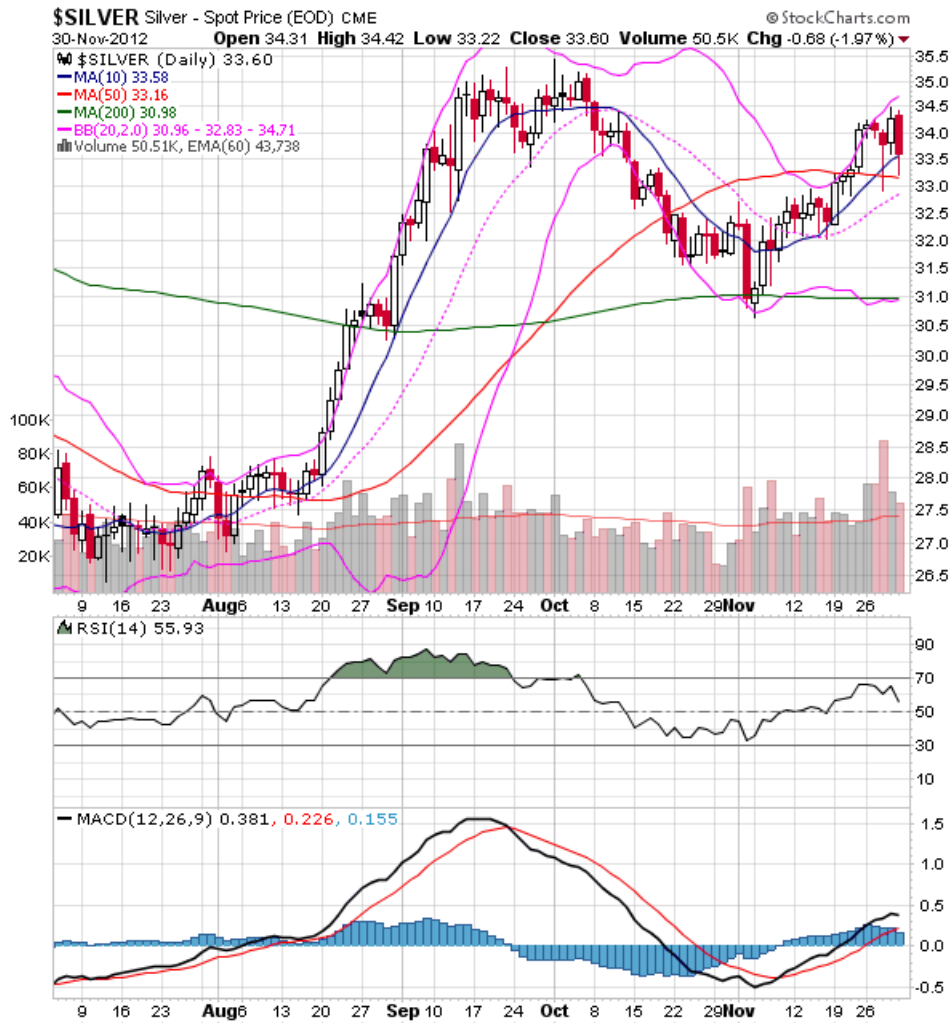 $SILVER Silver - Spot Price (EOD) CME © StockCharts.com
30-Nov-2012 Open 34.31 High 34.42 Low 33.22 Close 33.60 Volume 50.5K Chg -0.68 (-1.97%)
$SILVER (Daily) 33.60
MA(10) 33.58
MA(50) 33.16
MA(200) 30.98
BB(20,2.0) 30.96 - 32.83 - 34.71
Volume 50.51K, EMA(60) 43,738
35.5
35.0
34.5
34.0
33.5
33.0
32.5
32.0
31.5
31.0
30.5
30.0
29.5
29.0
28.5
28.0
27.5
27.0
26.5
100K
80K
60K
40K
20K
9 16 23 Aug 6 13 20 27 Sep 10 17 24 Oct 8 15 22 29 Nov 12 19 26
RSI(14) 55.93
90
70
50
30
10
MACD(12,26,9) 0.381, 0.226, 0.155
1.5
1.0
0.5
0.0
-0.5
9 16 23 Aug 6 13 20 27 Sep 10 17 24 Oct 8 15 22 29 Nov 12 19 26